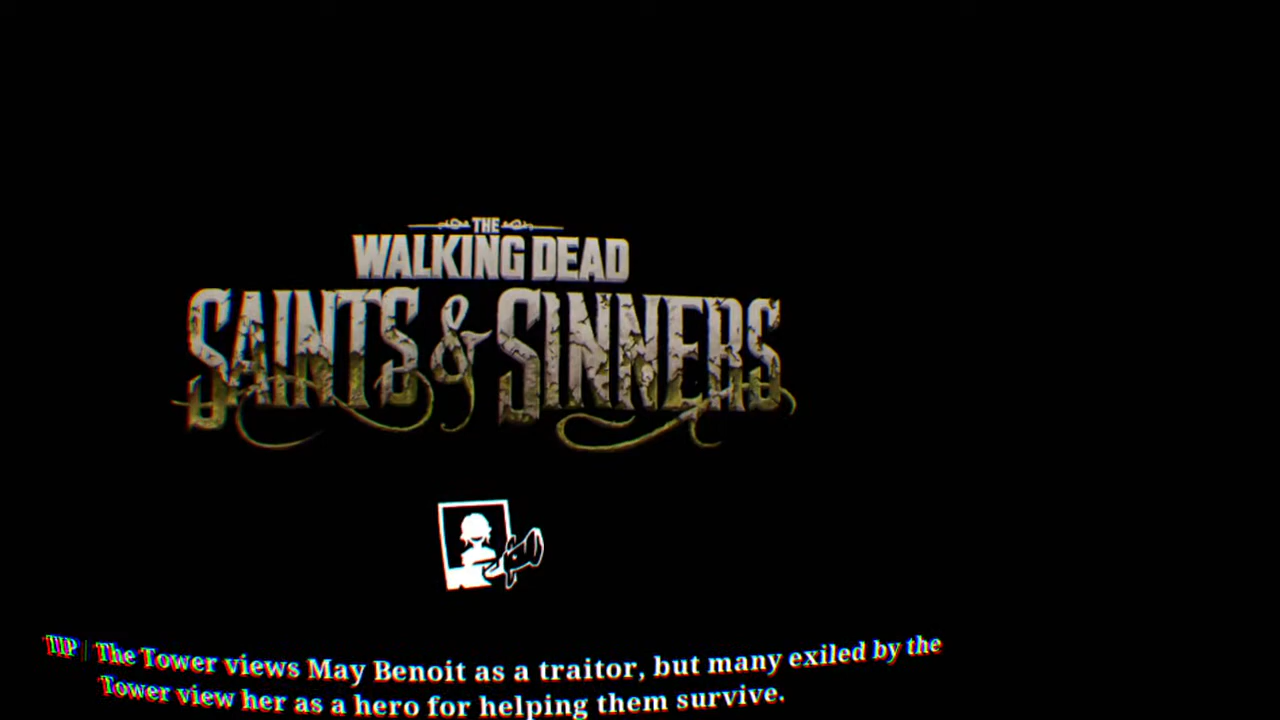 THE
WALKING DEAD
SAINTS & SINNERS
TIP | The Tower views May Benoit as a traitor, but many exiled by the
Tower view her as a hero for helping them survive.